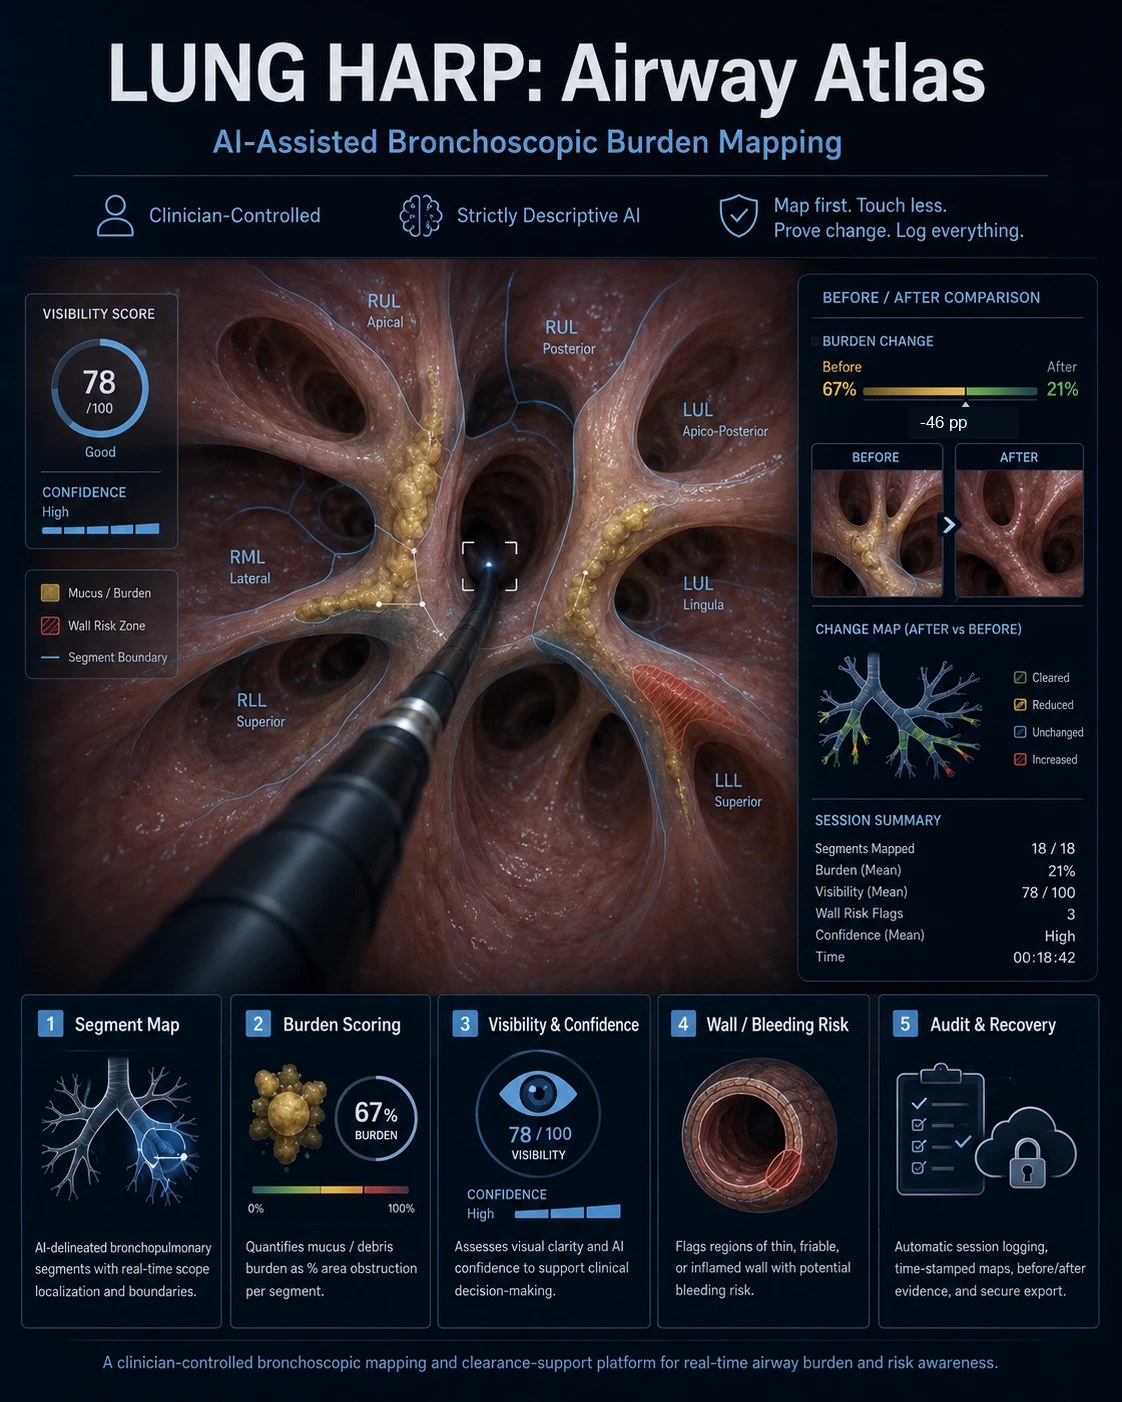 LUNG HARP: Airway Atlas
AI-Assisted Bronchoscopic Burden Mapping
Clinician-Controlled
Strictly Descriptive AI
Map first. Touch less.
Prove change. Log everything.
VISIBILITY SCORE
78
/100
Good
CONFIDENCE
High
Mucus / Burden
Wall Risk Zone
Segment Boundary
RUL
Apical
RUL
Posterior
LUL
Apico-Posterior
RML
Lateral
LUL
Lingula
RLL
Superior
LLL
Superior
BEFORE / AFTER COMPARISON
BURDEN CHANGE
Before
After
67%
21%
-46 pp
BEFORE
AFTER
CHANGE MAP (AFTER vs BEFORE)
Cleared
Reduced
Unchanged
Increased
SESSION SUMMARY
Segments Mapped 18 / 18
Burden (Mean) 21%
Visibility (Mean) 78 / 100
Wall Risk Flags 3
Confidence (Mean) High
Time 00:18:42
1 Segment Map
AI-delineated bronchopulmonary
segments with real-time scope
localization and boundaries.
2 Burden Scoring
67%
BURDEN
0% 100%
Quantifies mucus / debris
burden as % area obstruction
per segment.
3 Visibility & Confidence
78 / 100
VISIBILITY
CONFIDENCE
High
Assesses visual clarity and AI
confidence to support clinical
decision-making.
4 Wall / Bleeding Risk
Flags regions of thin, friable,
or inflamed wall with potential
bleeding risk.
5 Audit & Recovery
Automatic session logging,
time-stamped maps, before/after
evidence, and secure export.
A clinician-controlled bronchoscopic mapping and clearance-support platform for real-time airway burden and risk awareness.